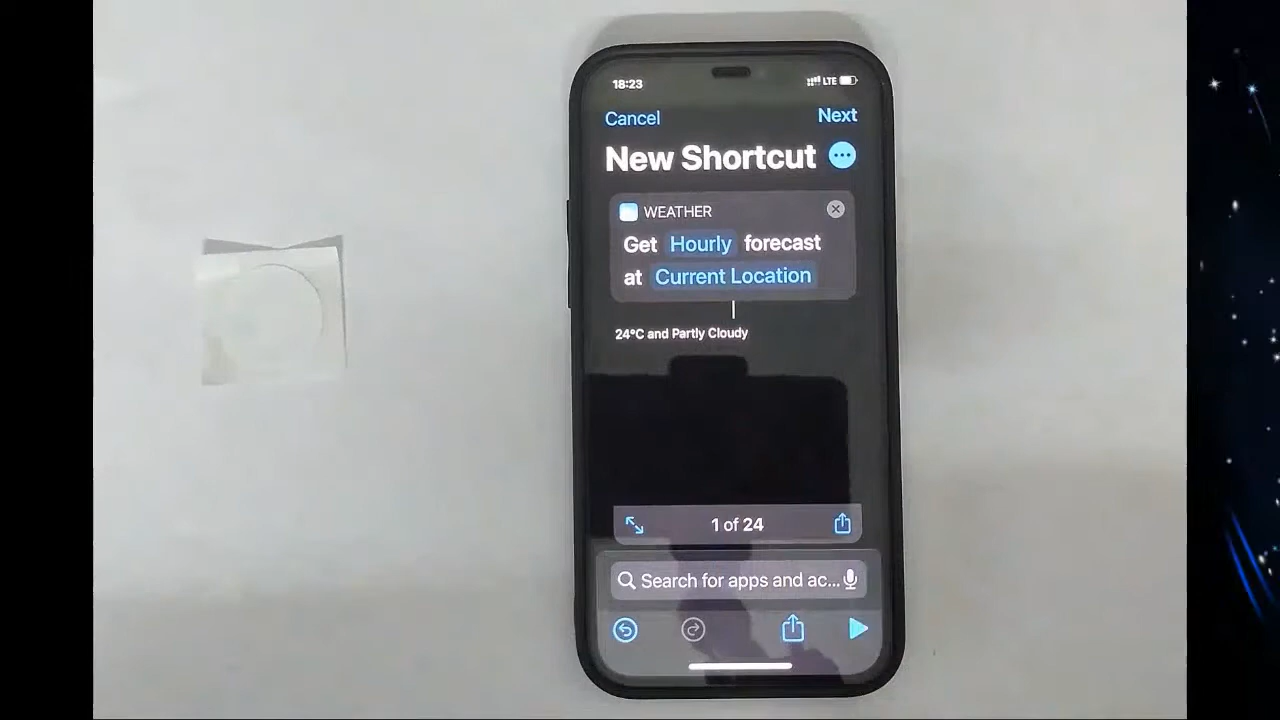 18:23 LTE
Cancel Next
New Shortcut
WEATHER
Get Hourly forecast
at Current Location
24°C and Partly Cloudy
1 of 24
Search for apps and ac...